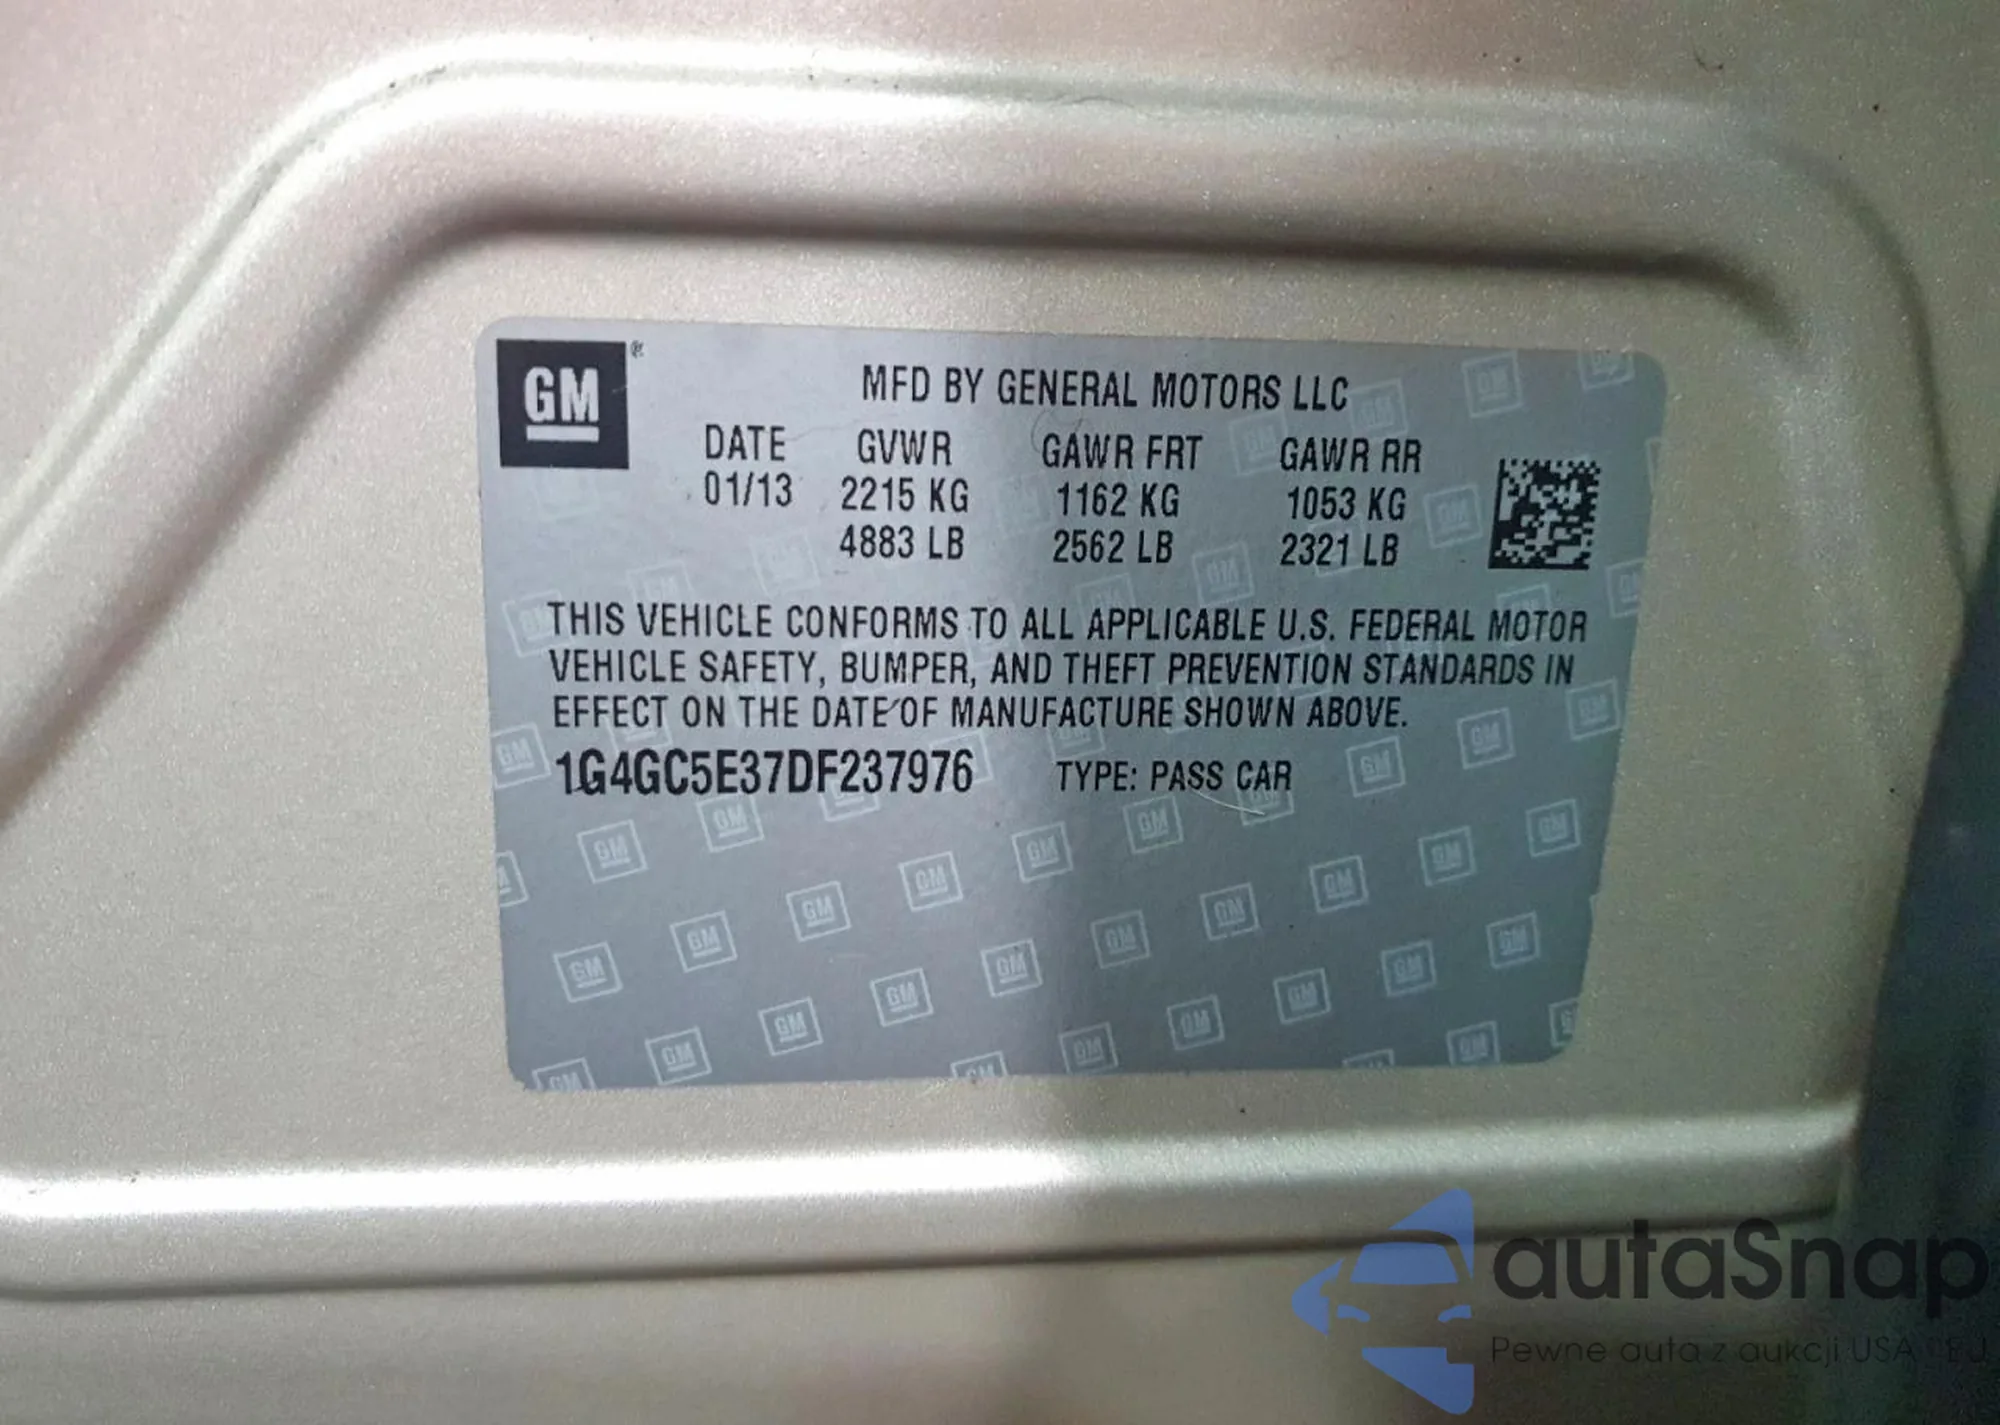 GM®
MFD BY GENERAL MOTORS LLC
DATE GVWR GAWR FRT GAWR RR
01/13 2215 KG 1162 KG 1053 KG
4883 LB 2562 LB 2321 LB
THIS VEHICLE CONFORMS TO ALL APPLICABLE U.S. FEDERAL MOTOR
VEHICLE SAFETY, BUMPER, AND THEFT PREVENTION STANDARDS IN
EFFECT ON THE DATE OF MANUFACTURE SHOWN ABOVE.
1G4GC5E37DF237976 TYPE: PASS CAR
autaSnap
Pewne auta z aukcji USA i EU